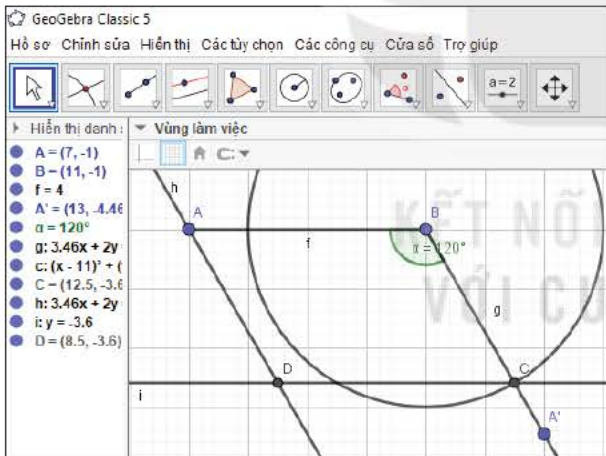 GeoGebra Classic 5
Hồ sơ Chỉnh sửa Hiển thị Các tùy chọn Các công cụ Cửa sổ Trợ giúp
a=2
Hiển thị danh
Vùng làm việc
A = (7, -1)
B = (11, -1)
f = 4
A' = (13, -4.46
α = 120°
g: 3.46x + 2y
c: (x - 11)² + (
C = (12.5, -3.6
h: 3.46x + 2y
i: y = -3.6
D = (8.5, -3.6)
h
A
B
f
α = 120°
g
D
C
i
A'
KẾT NỐI
VỚI CU